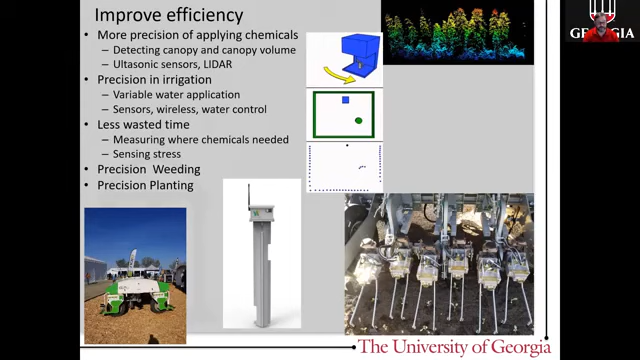 Improve efficiency
• More precision of applying chemicals
– Detecting canopy and canopy volume
– Ultasonic sensors, LIDAR
• Precision in irrigation
– Variable water application
– Sensors, wireless, water control
• Less wasted time
– Measuring where chemicals needed
– Sensing stress
• Precision Weeding
• Precision Planting
GEORGIA
The University of Georgia